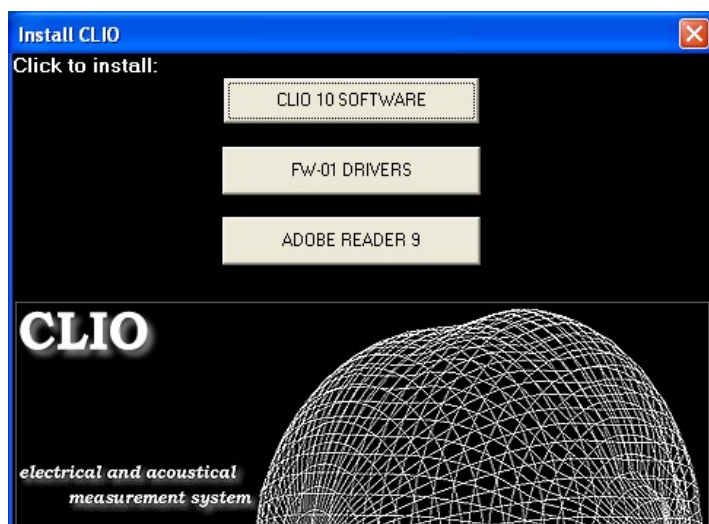 Install CLIO
Click to install:
CLIO 10 SOFTWARE
FW-01 DRIVERS
ADOBE READER 9
CLIO
electrical and acoustical
measurement system